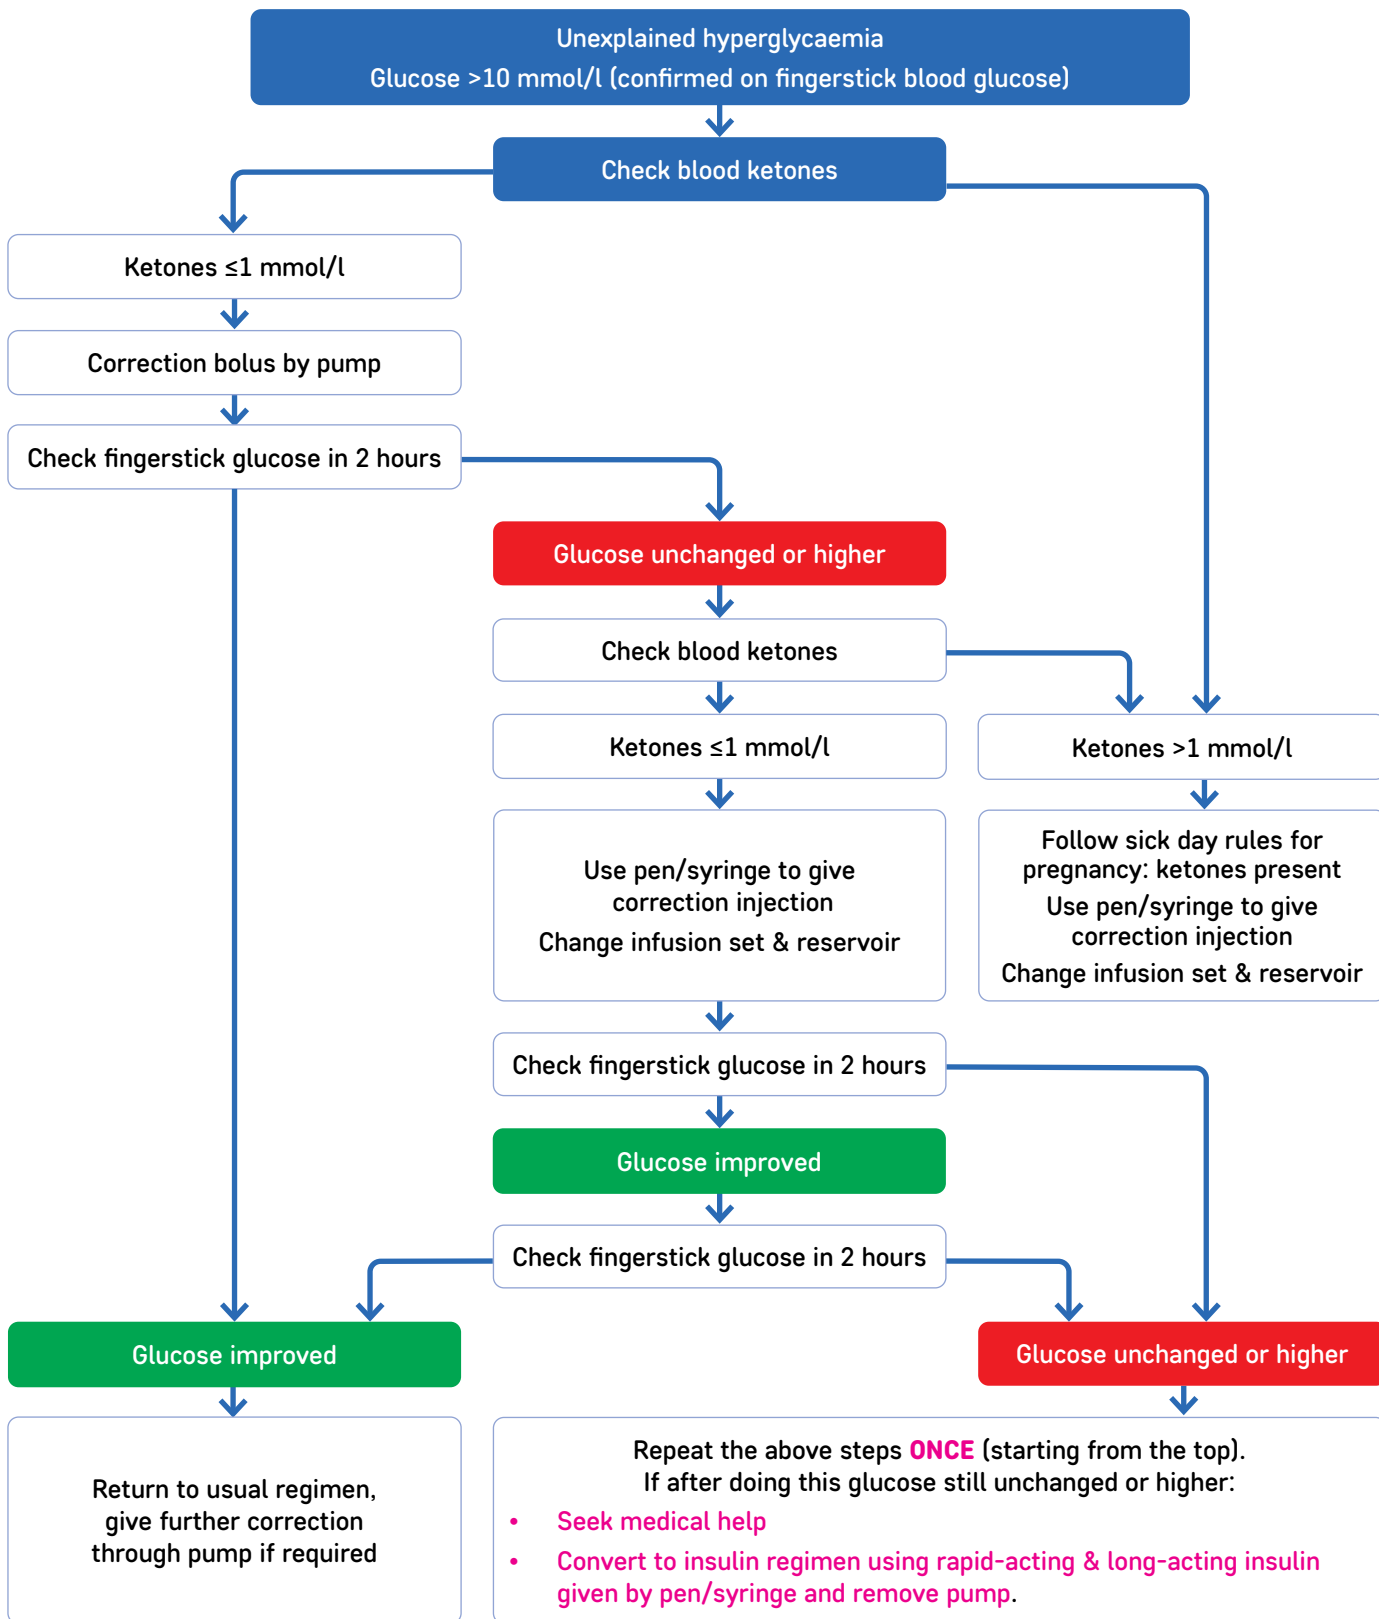 Unexplained hyperglycaemia
Glucose >10 mmol/l (confirmed on fingerstick blood glucose)
Check blood ketones
Ketones ≤1 mmol/l
Correction bolus by pump
Check fingerstick glucose in 2 hours
Glucose unchanged or higher
Check blood ketones
Ketones ≤1 mmol/l
Ketones >1 mmol/l
Use pen/syringe to give
correction injection
Change infusion set & reservoir
Follow sick day rules for
pregnancy: ketones present
Use pen/syringe to give
correction injection
Change infusion set & reservoir
Check fingerstick glucose in 2 hours
Glucose improved
Check fingerstick glucose in 2 hours
Glucose improved
Glucose unchanged or higher
Return to usual regimen,
give further correction
through pump if required
Repeat the above steps ONCE (starting from the top).
If after doing this glucose still unchanged or higher:
• Seek medical help
• Convert to insulin regimen using rapid-acting & long-acting insulin
given by pen/syringe and remove pump.